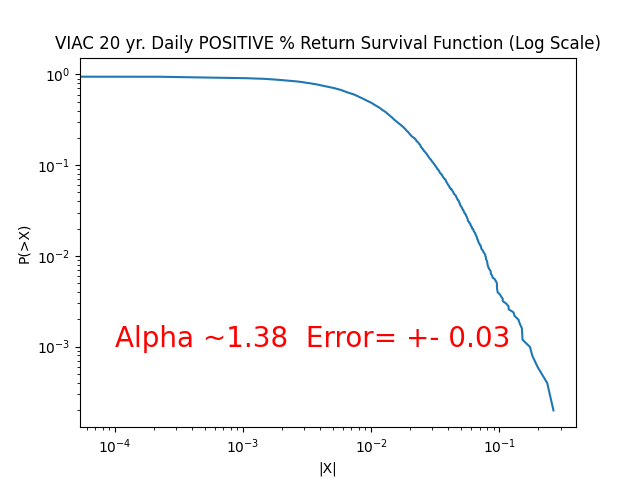 VIAC 20 yr. Daily POSITIVE % Return Survival Function (Log Scale)
10⁰
10⁻¹
10⁻²
10⁻³
P(>X)
Alpha ~1.38  Error= +- 0.03
10⁻⁴ 10⁻³ 10⁻² 10⁻¹
|X|